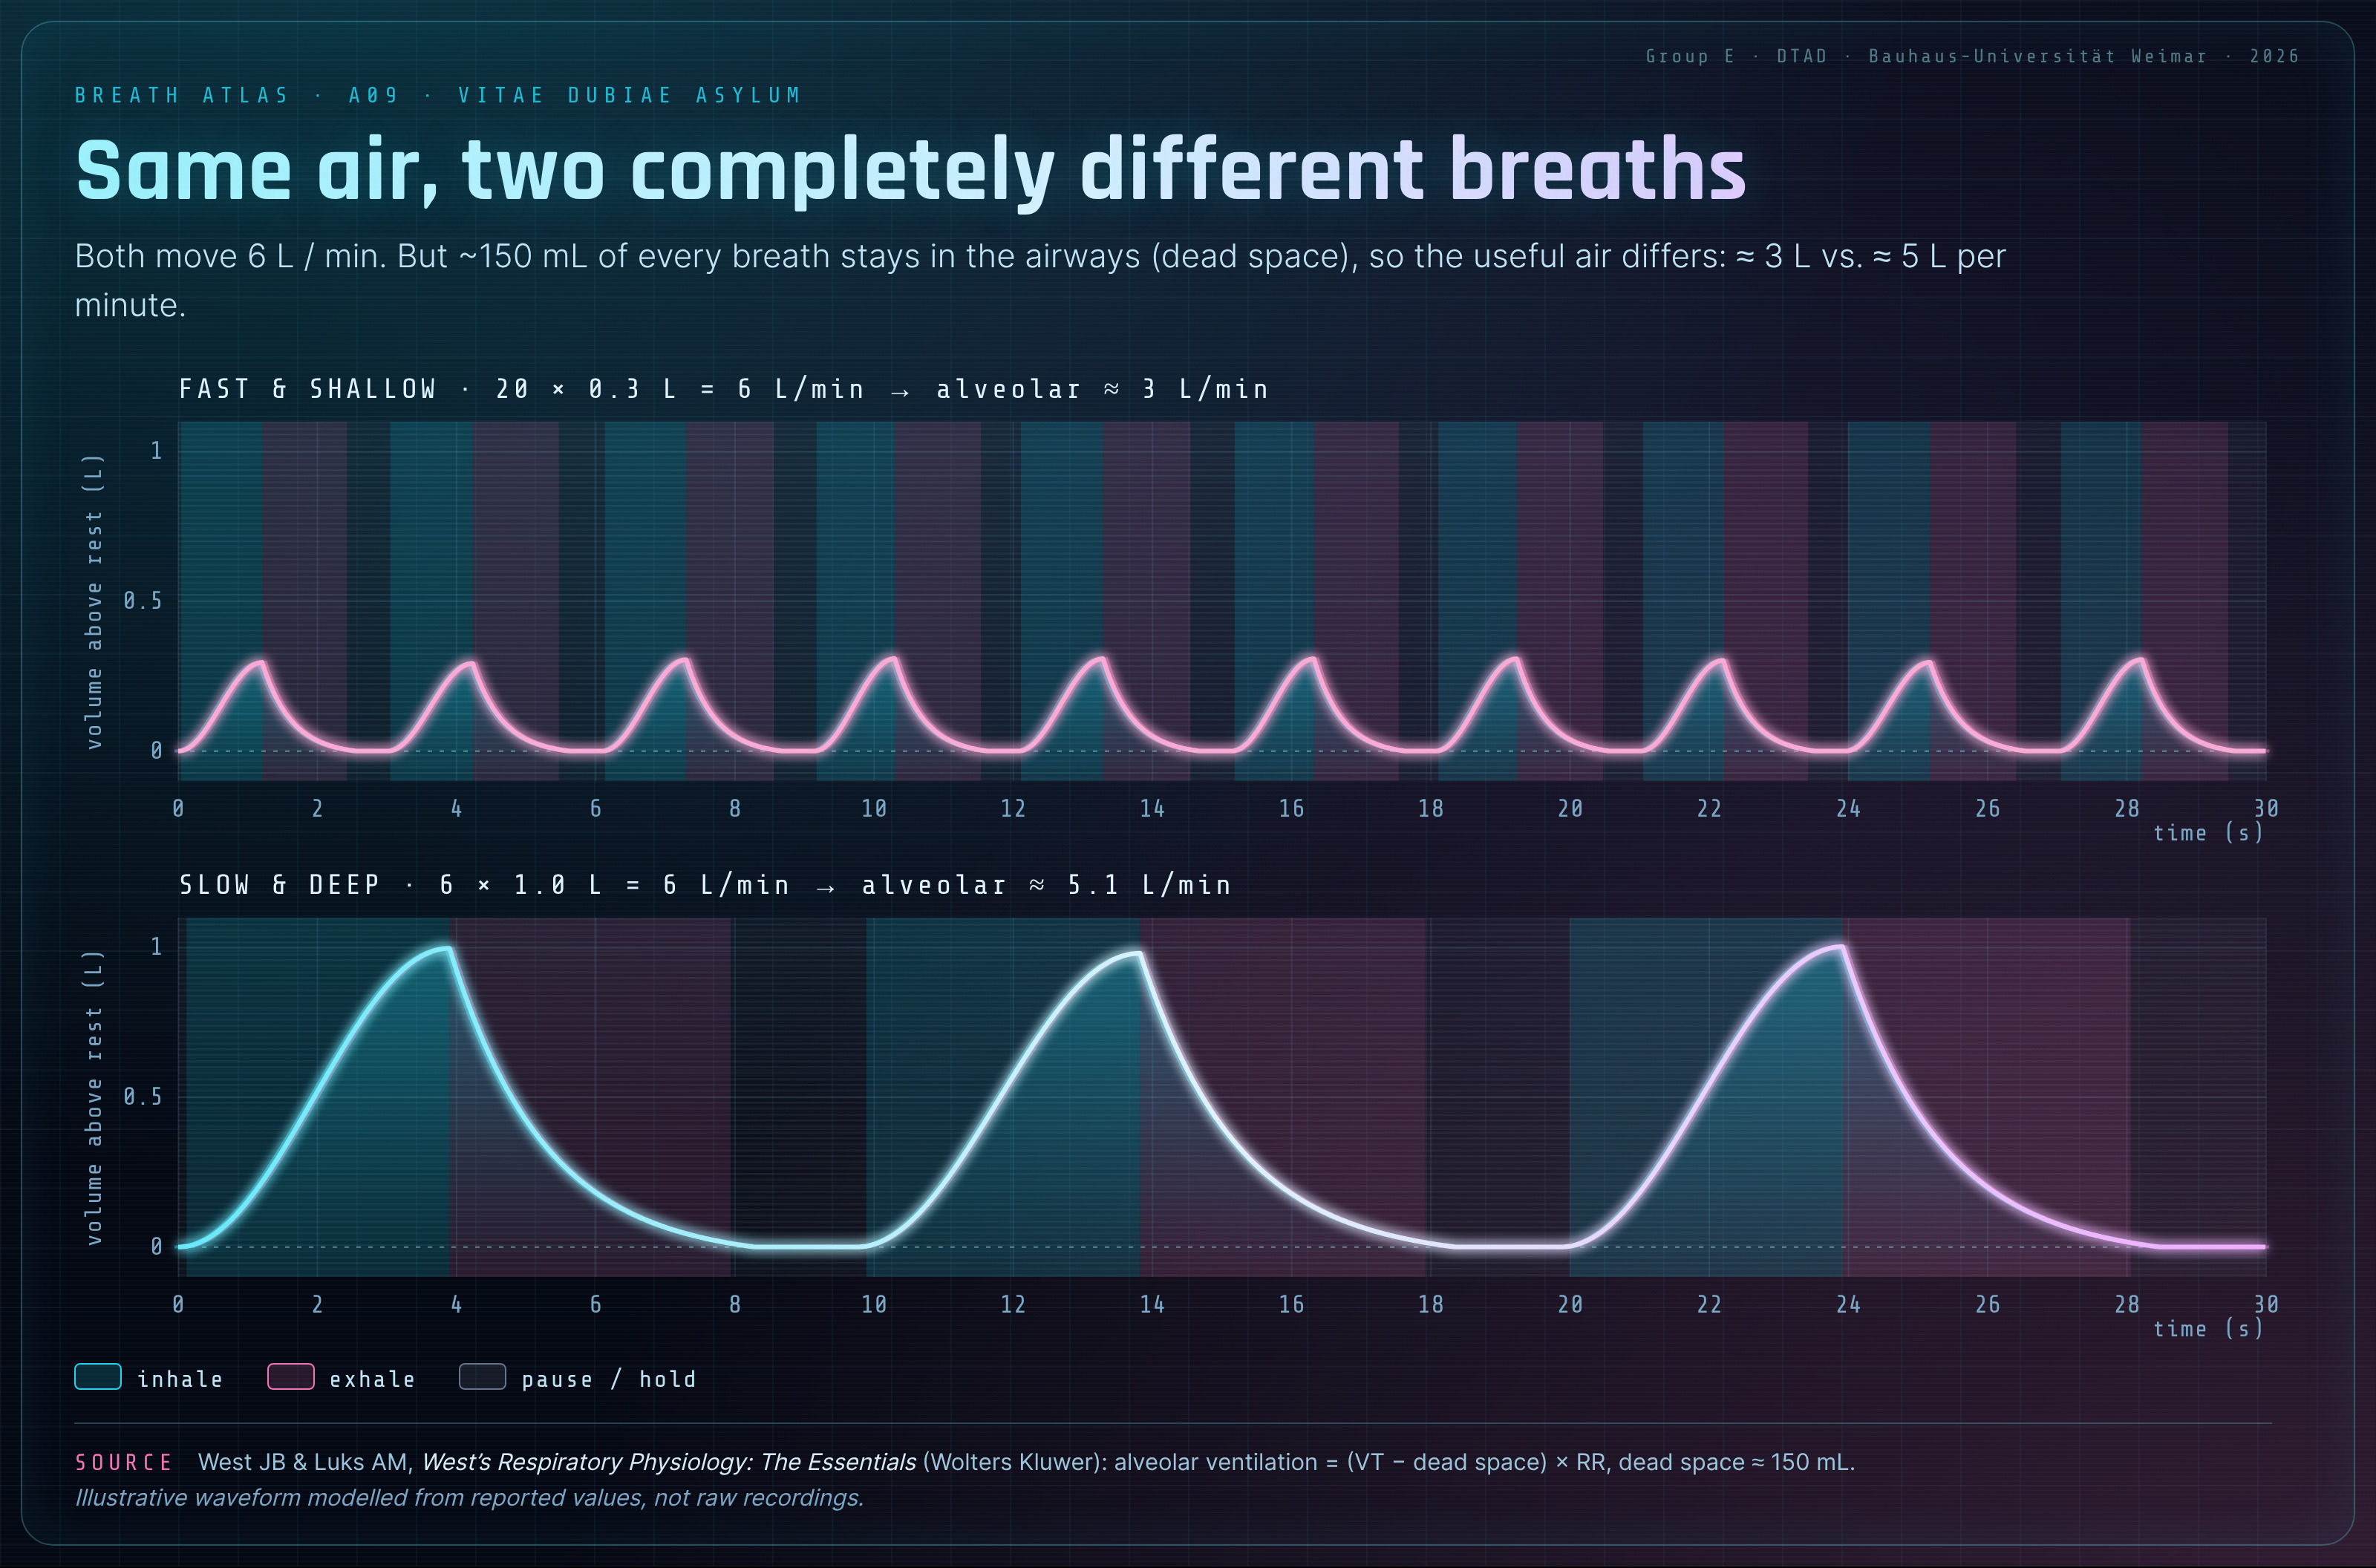 Group E · DTAD · Bauhaus-Universität Weimar · 2026
BREATH ATLAS · A09 · VITAE DUBIAE ASYLUM
Same air, two completely different breaths
Both move 6 L / min. But ~150 mL of every breath stays in the airways (dead space), so the useful air differs: ≈ 3 L vs. ≈ 5 L per
minute.
FAST & SHALLOW · 20 × 0.3 L = 6 L/min → alveolar ≈ 3 L/min
volume above rest (L)
1
0.5
0
0 2 4 6 8 10 12 14 16 18 20 22 24 26 28 30
time (s)
SLOW & DEEP · 6 × 1.0 L = 6 L/min → alveolar ≈ 5.1 L/min
volume above rest (L)
1
0.5
0
0 2 4 6 8 10 12 14 16 18 20 22 24 26 28 30
time (s)
inhale exhale pause / hold
SOURCE West JB & Luks AM, West's Respiratory Physiology: The Essentials (Wolters Kluwer): alveolar ventilation = (VT − dead space) × RR, dead space ≈ 150 mL.
Illustrative waveform modelled from reported values, not raw recordings.